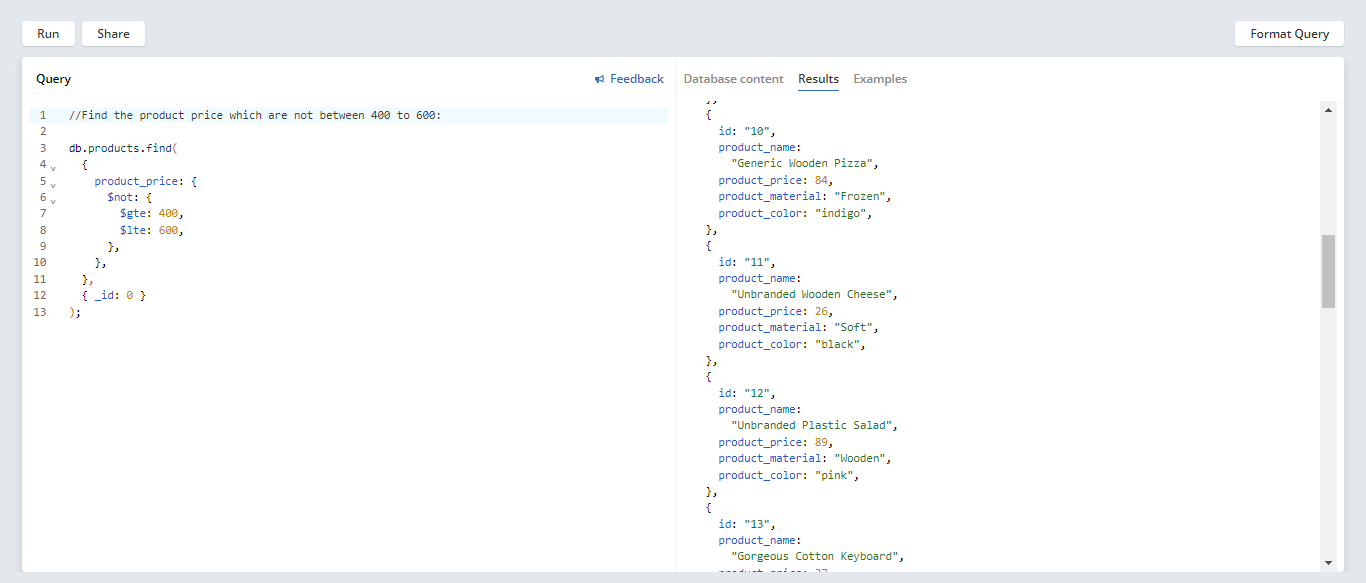 Run Share Format Query
Query Feedback
1 //Find the product price which are not between 400 to 600:
2
3 db.products.find(
4 {
5 product_price: {
6 $not: {
7 $gte: 400,
8 $lte: 600,
9 },
10 },
11 },
12 { _id: 0 }
13 );
Database content Results Examples
},
{
id: "10",
product_name:
"Generic Wooden Pizza",
product_price: 84,
product_material: "Frozen",
product_color: "indigo",
},
{
id: "11",
product_name:
"Unbranded Wooden Cheese",
product_price: 26,
product_material: "Soft",
product_color: "black",
},
{
id: "12",
product_name:
"Unbranded Plastic Salad",
product_price: 89,
product_material: "Wooden",
product_color: "pink",
},
{
id: "13",
product_name:
"Gorgeous Cotton Keyboard",
product_price: 37